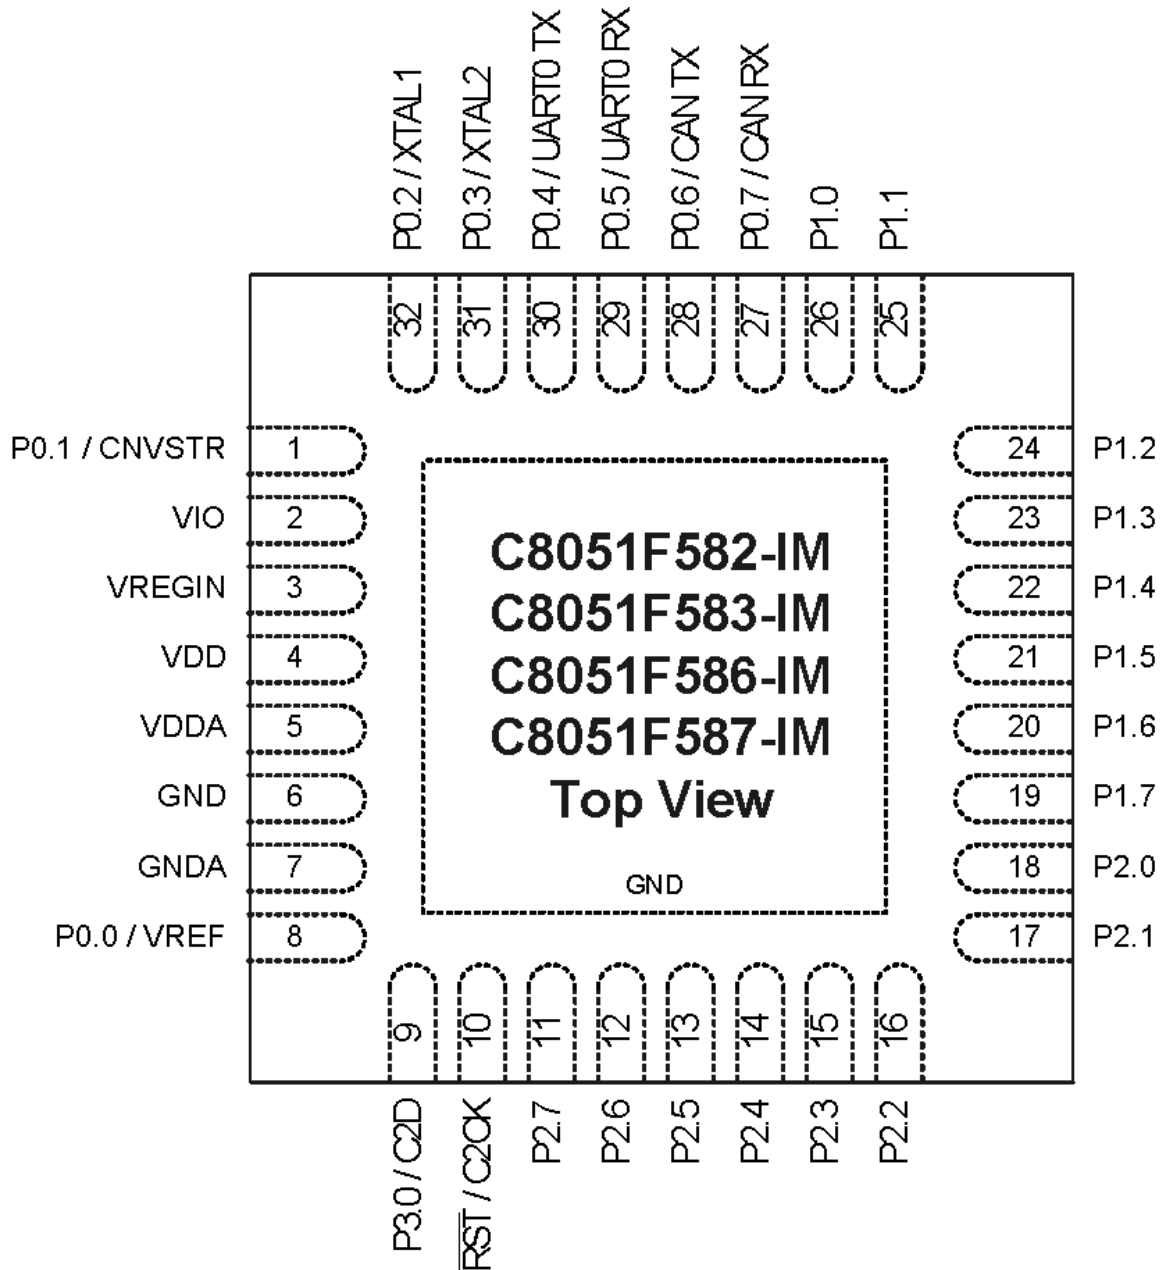 P0.2 / XTAL1
P0.3 / XTAL2
P0.4 / UART0 TX
P0.5 / UART0 RX
P0.6 / CAN TX
P0.7 / CAN RX
P1.0
P1.1
32
31
30
29
28
27
26
25
P0.1 / CNVSTR 1
VIO 2
VREGIN 3
VDD 4
VDDA 5
GND 6
GNDA 7
P0.0 / VREF 8
C8051F582-IM
C8051F583-IM
C8051F586-IM
C8051F587-IM
Top View
GND
24 P1.2
23 P1.3
22 P1.4
21 P1.5
20 P1.6
19 P1.7
18 P2.0
17 P2.1
9
10
11
12
13
14
15
16
P3.0 / C2D
RST / C2CK
P2.7
P2.6
P2.5
P2.4
P2.3
P2.2